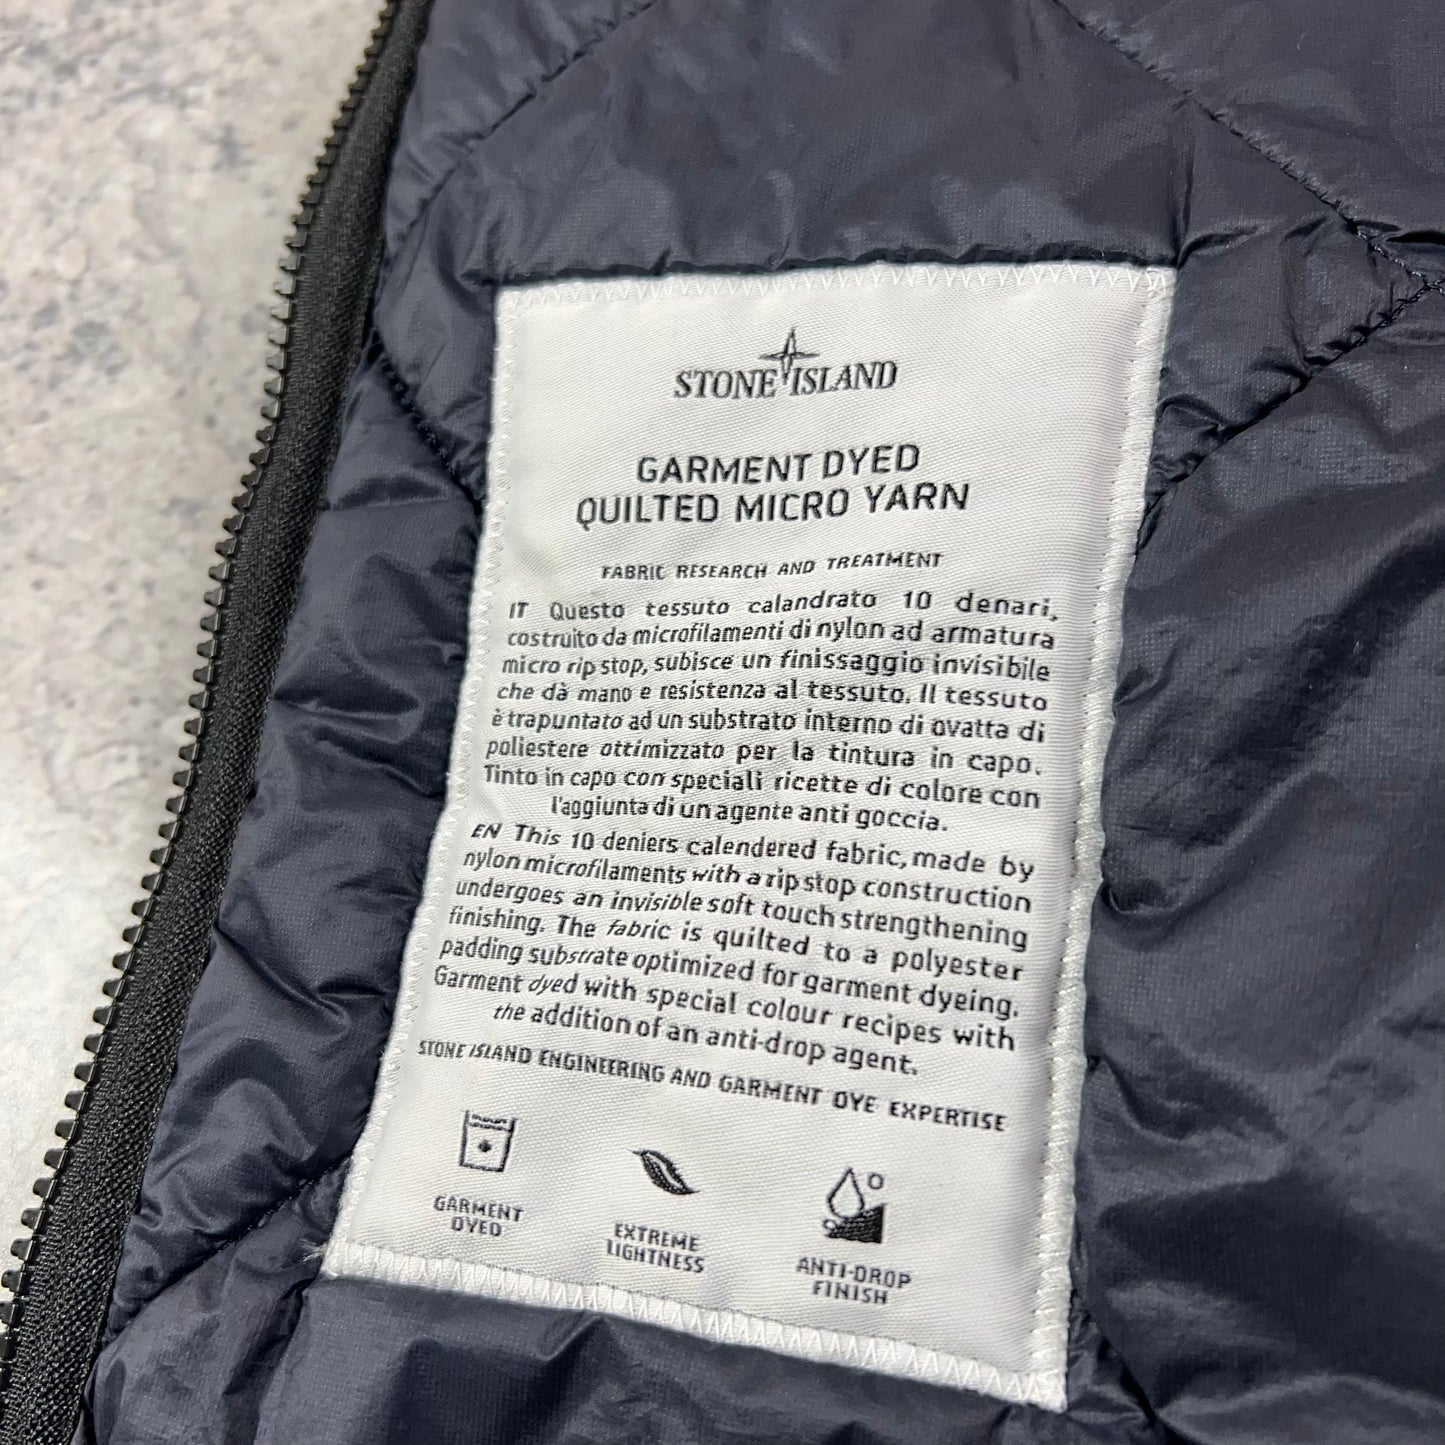 STONE ISLAND
GARMENT DYED
QUILTED MICRO YARN
FABRIC RESEARCH AND TREATMENT
IT Questo tessuto calandrato 10 denari,
costruito da microfilamenti di nylon ad armatura
micro rip stop, subisce un finissaggio invisibile
che dà mano e resistenza al tessuto. Il tessuto
è trapuntato ad un substrato interno di ovatta di
poliestere ottimizzato per la tintura in capo.
Tinto in capo con speciali ricette di colore con
l'aggiunta di un agente anti goccia.
EN This 10 deniers calendered fabric, made by
nylon microfilaments with a rip stop construction
undergoes an invisible soft touch strengthening
finishing. The fabric is quilted to a polyester
padding substrate optimized for garment dyeing.
Garment dyed with special colour recipes with
the addition of an anti-drop agent.
STONE ISLAND ENGINEERING AND GARMENT DYE EXPERTISE
GARMENT
DYED
EXTREME
LIGHTNESS
ANTI-DROP
FINISH